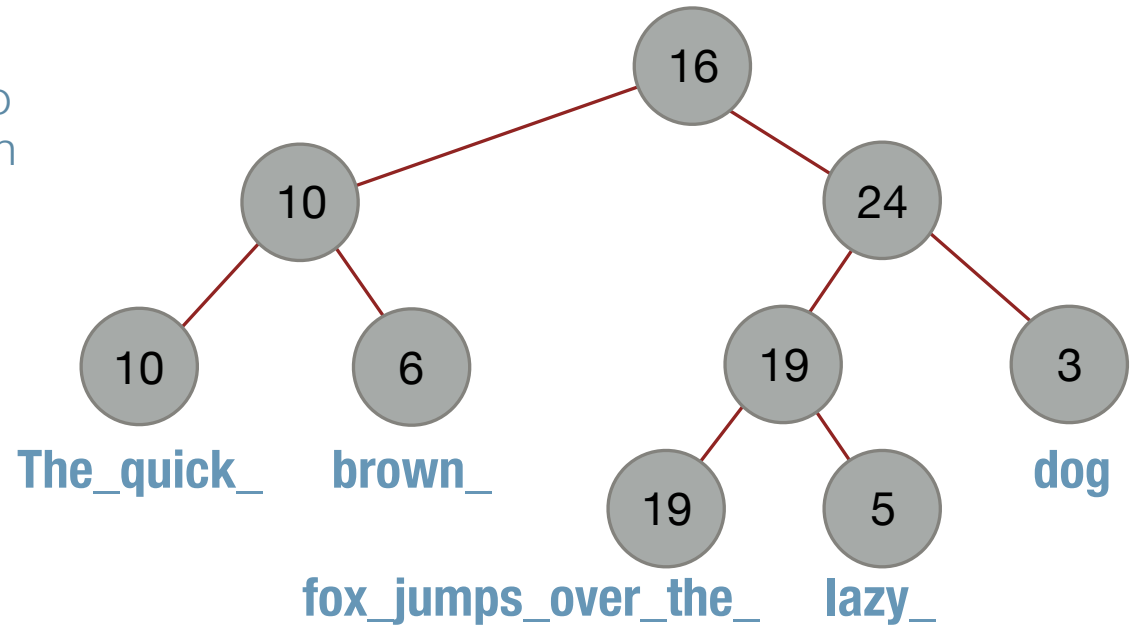 16
10 24
10 6 19 3
The_quick_ brown_ dog
19 5
fox_jumps_over_the_ lazy_